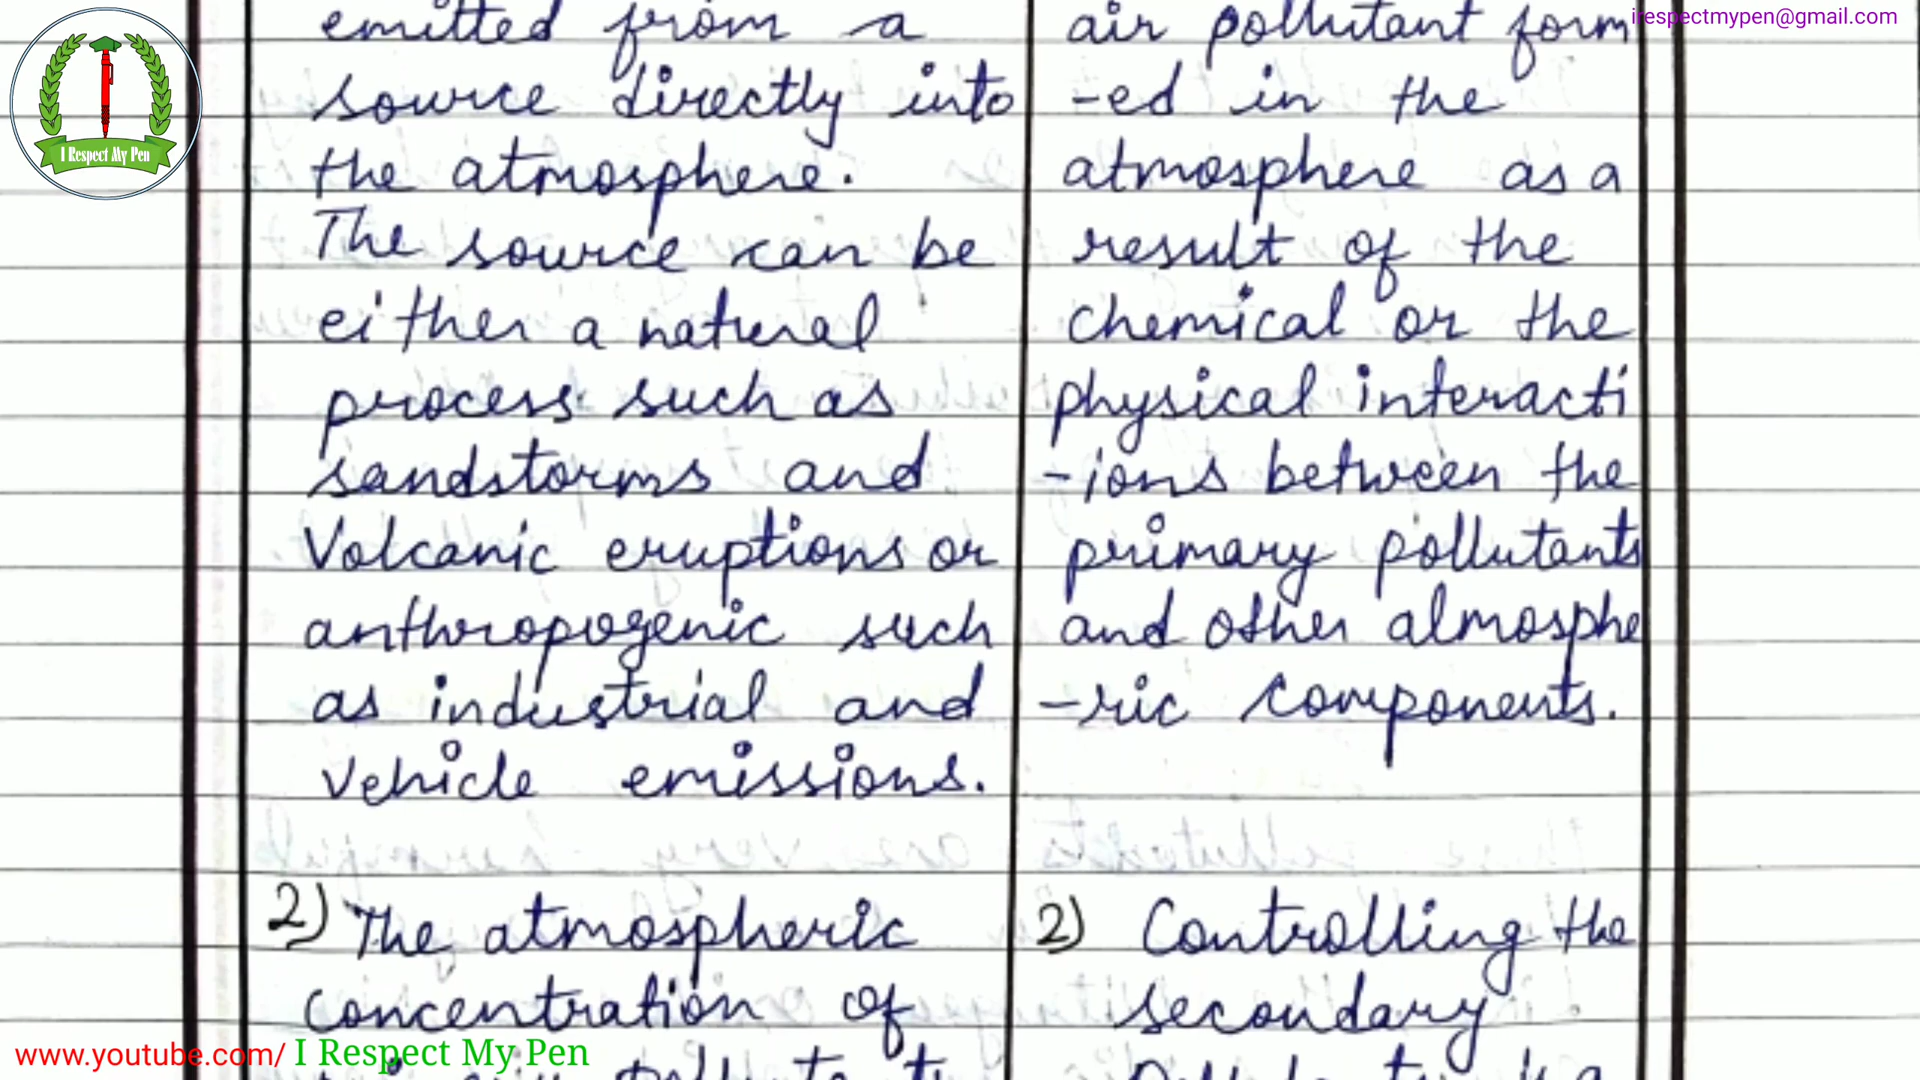 irespectmypen@gmail.com
I Respect My Pen
emitted from a
source directly into
the atmosphere.
The source can be
either a natural
process such as
sandstorms and
Volcanic eruptions or
anthropogenic such
as industrial and
vehicle emissions.
2) The atmospheric
concentration of
air pollutant form
-ed in the
atmosphere as a
result of the
chemical or the
physical interacti
-ions between the
primary pollutants
and other atmosphe
-ric components.
2) Controlling the
secondary
www.youtube.com/ I Respect My Pen